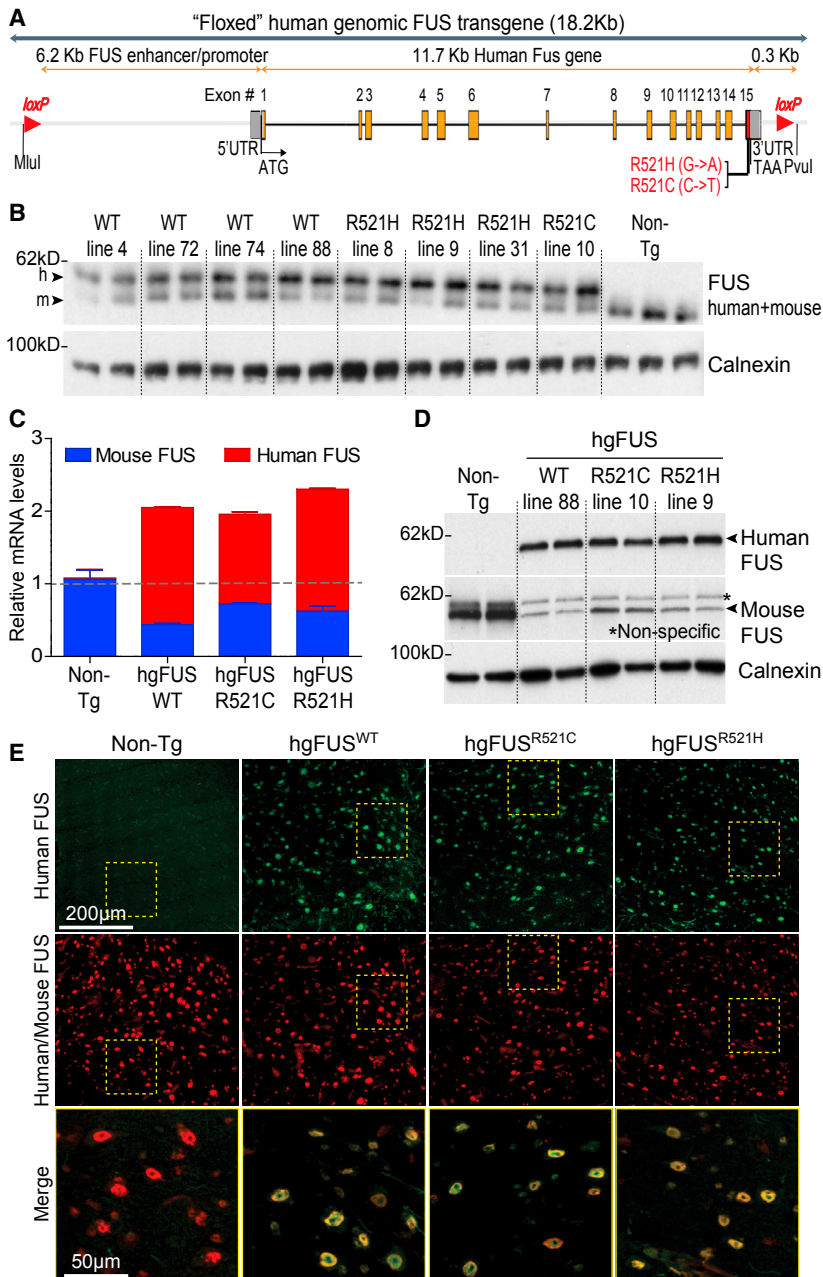 A
“Floxed” human genomic FUS transgene (18.2Kb)
6.2 Kb FUS enhancer/promoter 11.7 Kb Human Fus gene 0.3 Kb
loxP Exon # 1 2 3 4 5 6 7 8 9 10 11 12 13 14 15 loxP
MluI 5'UTR ATG 3'UTR TAA PvuI
R521H (G->A)
R521C (C->T)
B
WT WT WT WT R521H R521H R521H R521C Non-
line 4 line 72 line 74 line 88 line 8 line 9 line 31 line 10 Tg
62kD
h
m
FUS
human+mouse
100kD
Calnexin
C
Relative mRNA levels
3
2
1
0
Mouse FUS Human FUS
Non- hgFUS hgFUS hgFUS
Tg WT R521C R521H
D
hgFUS
Non- WT R521C R521H
Tg line 88 line 10 line 9
62kD
Human
FUS
62kD
*
Mouse
FUS
*Non-specific
100kD
Calnexin
E
Non-Tg hgFUSWT hgFUSR521C hgFUSR521H
Human FUS
200µm
Human/Mouse FUS
Merge
50µm